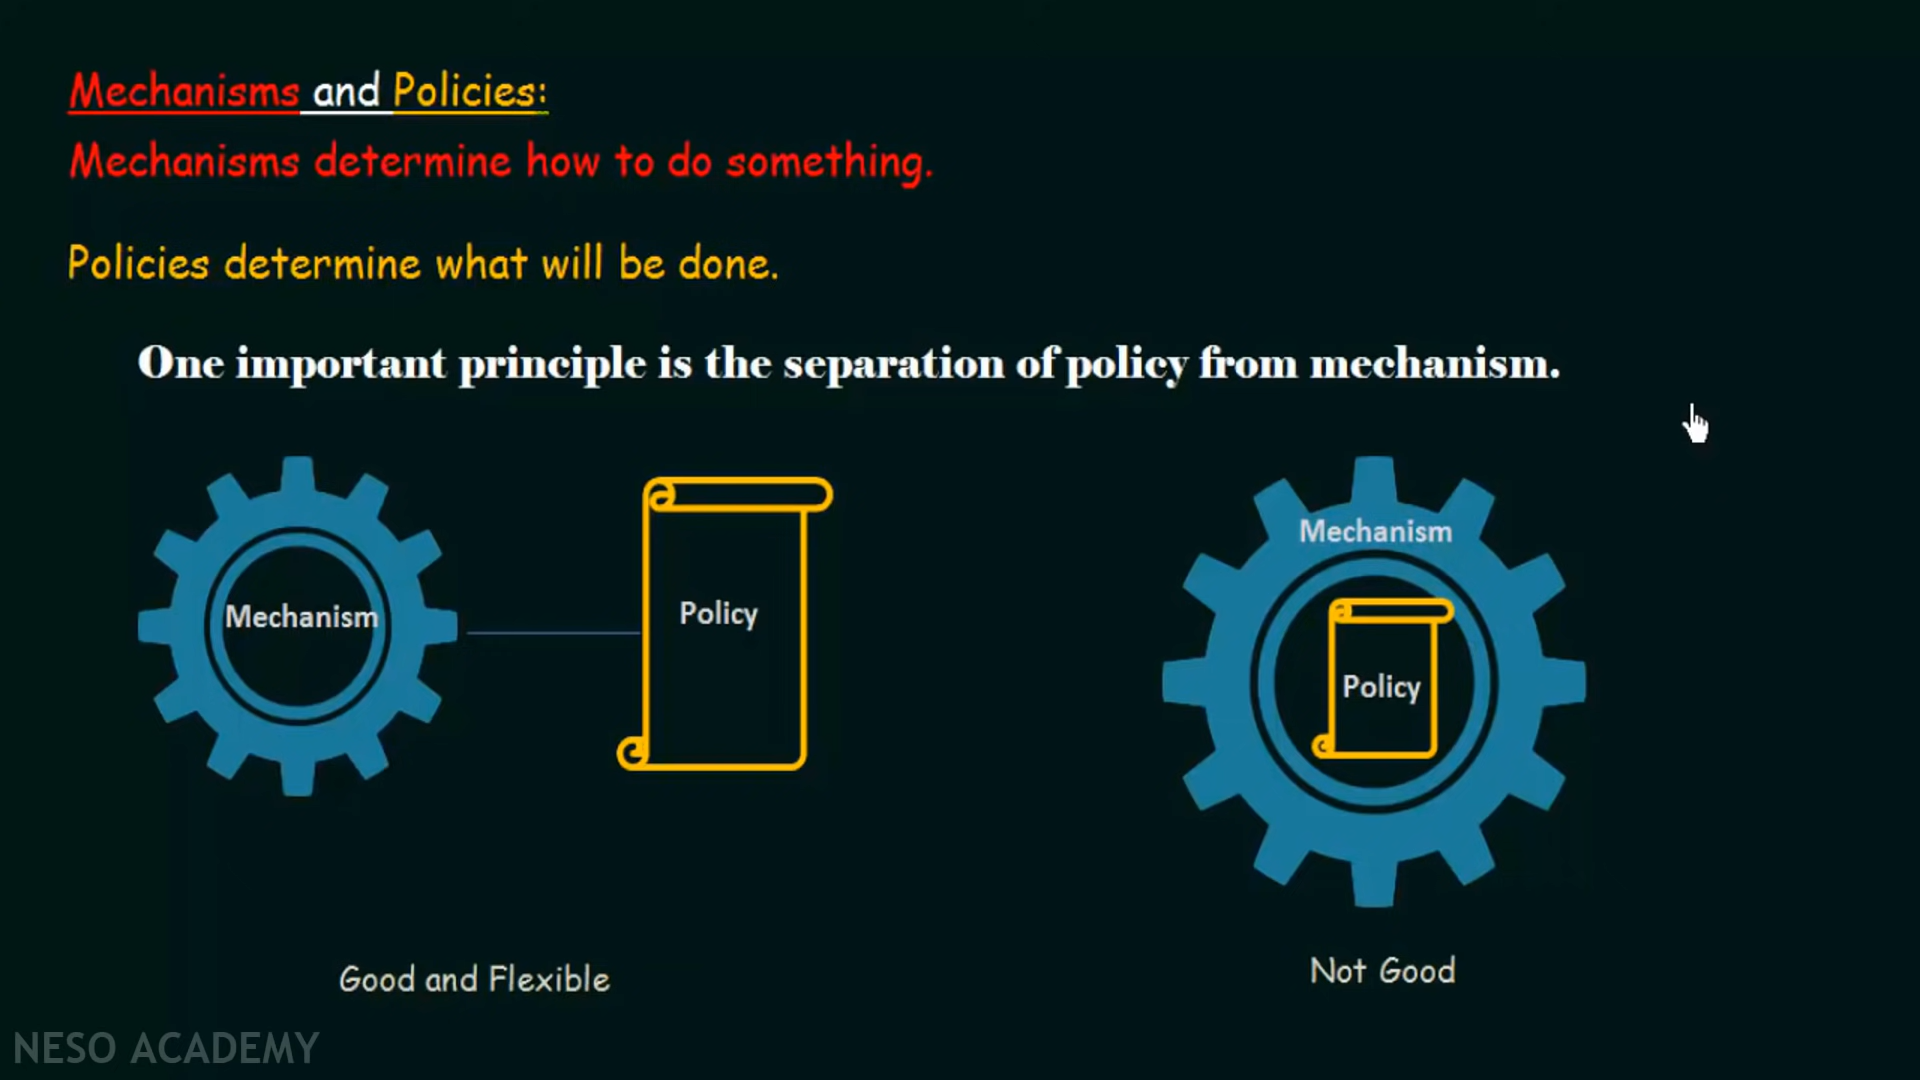 Mechanisms and Policies:
Mechanisms determine how to do something.
Policies determine what will be done.
One important principle is the separation of policy from mechanism.
Mechanism
Policy
Mechanism
Policy
Good and Flexible
Not Good
NESO ACADEMY